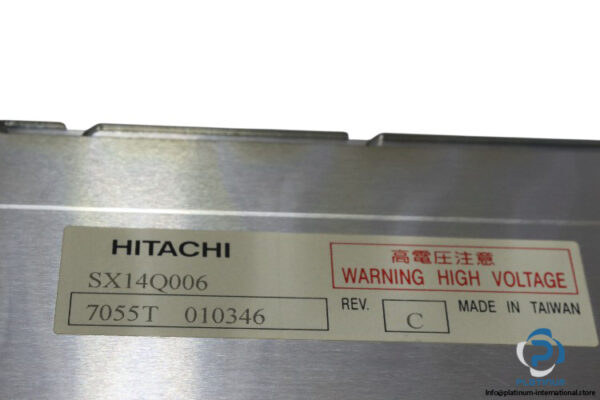 HITACHI
SX14Q006
7055T 010346
高電圧注意
WARNING HIGH VOLTAGE
REV. C MADE IN TAIWAN
PLATINUM
info@platinum-international.store